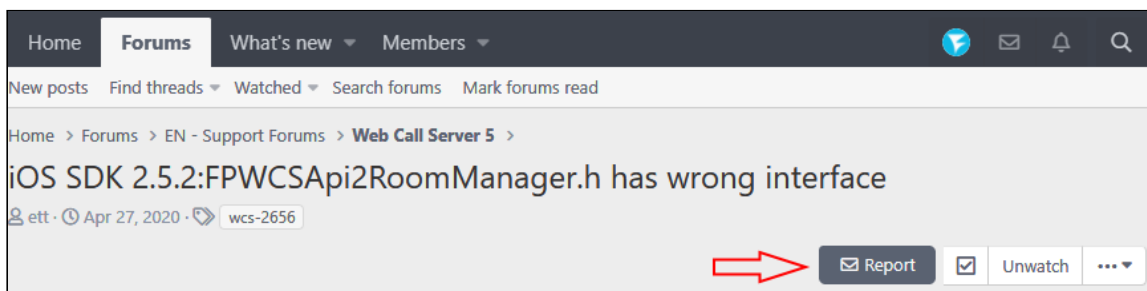 Home Forums What's new Members
New posts Find threads Watched Search forums Mark forums read
Home > Forums > EN - Support Forums > Web Call Server 5 >
iOS SDK 2.5.2:FPWCSApi2RoomManager.h has wrong interface
ett · Apr 27, 2020 · wcs-2656
Report Unwatch •••